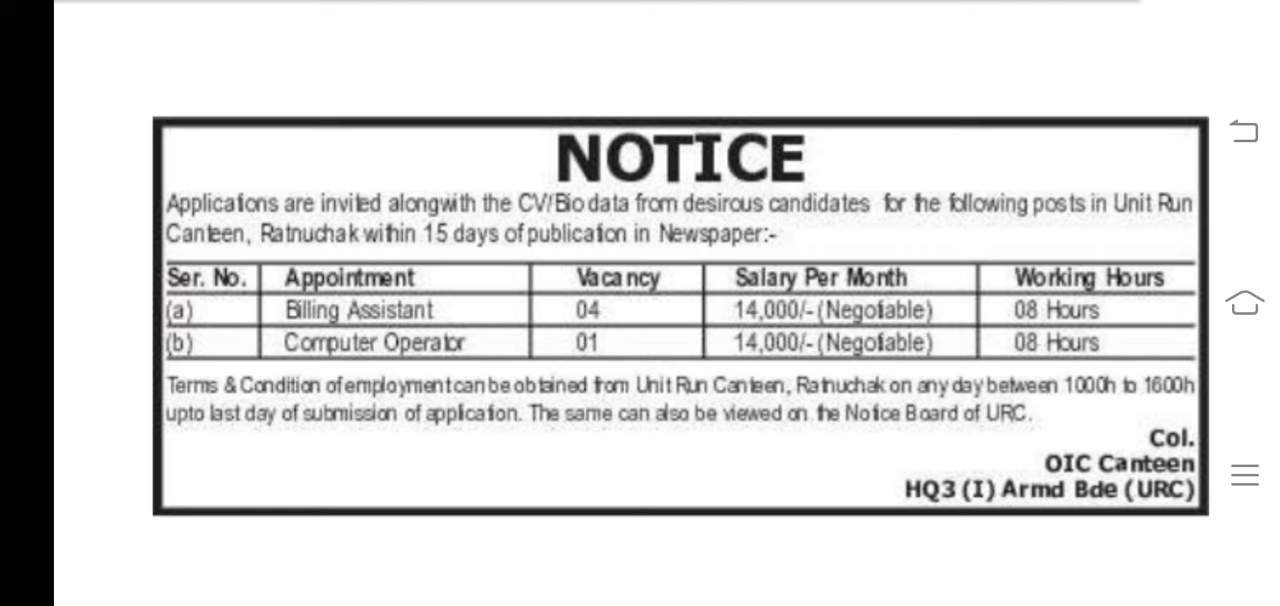 NOTICE
Applications are invited alongwith the CV/Bio data from desirous candidates for the following posts in Unit Run
Canteen, Ratnuchak within 15 days of publication in Newspaper:-
Ser. No. Appointment Vacancy Salary Per Month Working Hours
(a) Billing Assistant 04 14,000/-(Negotiable) 08 Hours
(b) Computer Operator 01 14,000/-(Negotiable) 08 Hours
Terms & Condition of employment can be obtained from Unit Run Canteen, Ratnuchak on any day between 1000h to 1600h
upto last day of submission of application. The same can also be viewed on the Notice Board of URC.
Col.
OIC Canteen
HQ3 (I) Armd Bde (URC)